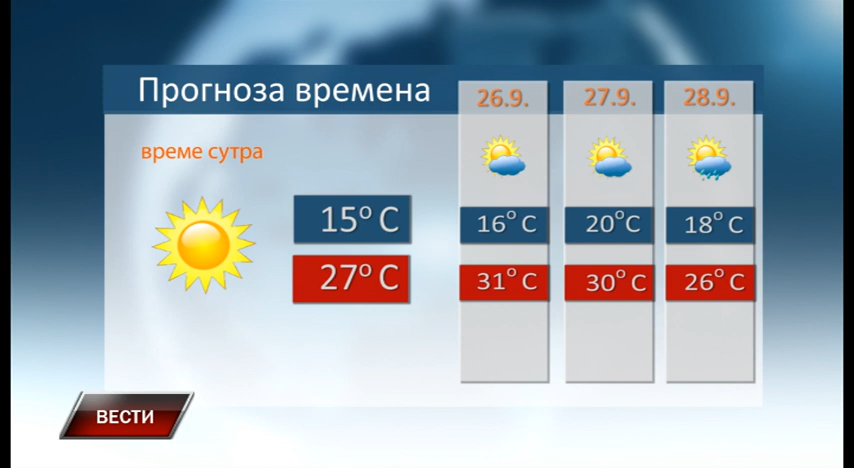 Прогноза времена
време сутра
15° C
27° C
26.9.
16° C
31° C
27.9.
20°C
30° C
28.9.
18° C
26° C
ВЕСТИ